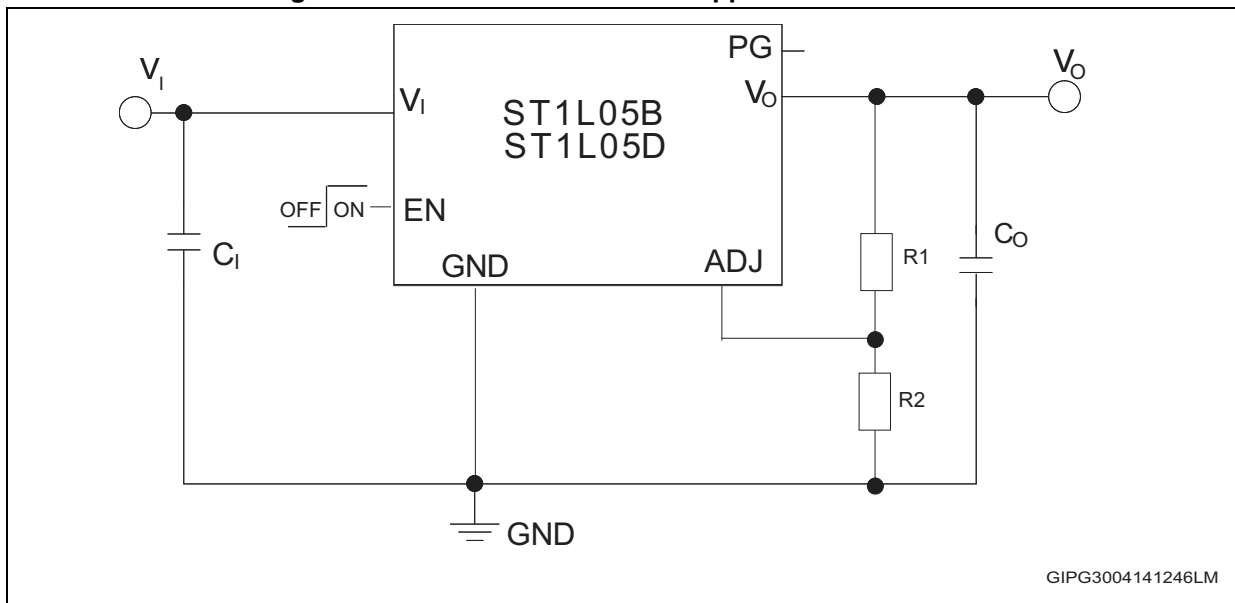 PG
V_I
V_O
V_I
V_O
ST1L05B
ST1L05D
OFF
ON
EN
C_I
GND
ADJ
R1
C_O
R2
GND
GIPG3004141246LM